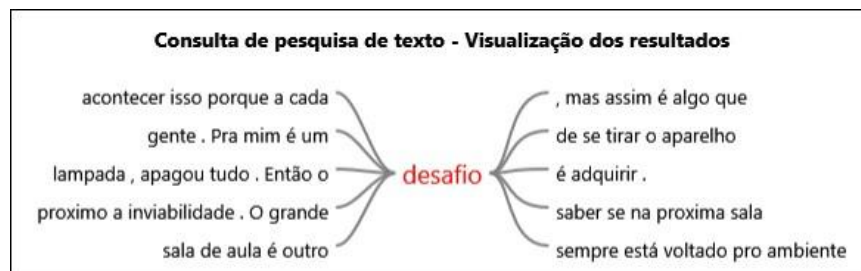 Consulta de pesquisa de texto - Visualização dos resultados
acontecer isso porque a cada
gente . Pra mim é um
lampada , apagou tudo . Então o
proximo a inviabilidade . O grande
sala de aula é outro
desafio
, mas assim é algo que
de se tirar o aparelho
é adquirir .
saber se na proxima sala
sempre está voltado pro ambiente